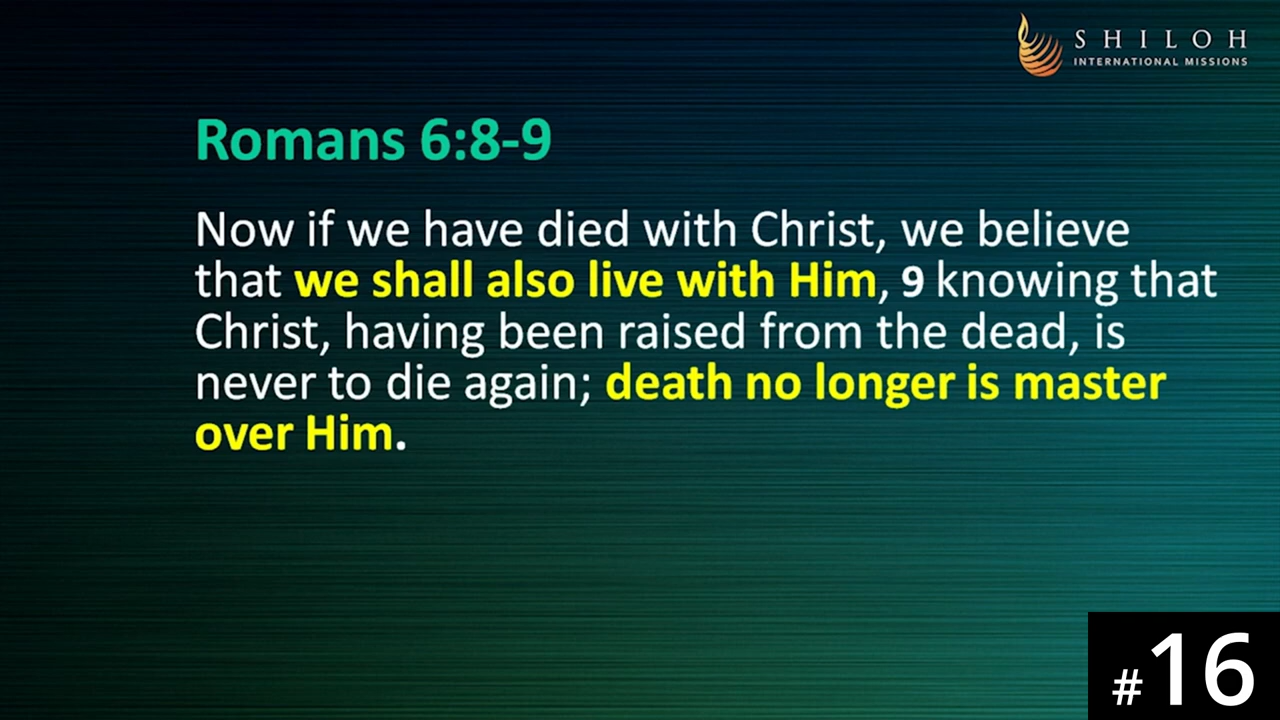 SHILOH
INTERNATIONAL MISSIONS
Romans 6:8-9
Now if we have died with Christ, we believe
that we shall also live with Him, 9 knowing that
Christ, having been raised from the dead, is
never to die again; death no longer is master
over Him.
#16